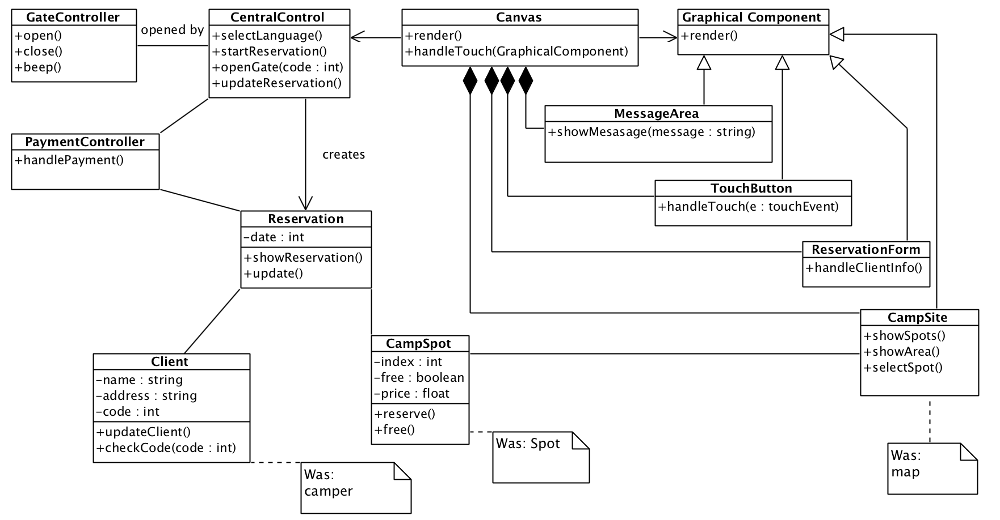 GateController
+open()
+close()
+beep()
opened by
CentralControl
+selectLanguage()
+startReservation()
+openGate(code : int)
+updateReservation()
Canvas
+render()
+handleTouch(GraphicalComponent)
Graphical Component
+render()
MessageArea
+showMesasage(message : string)
PaymentController
+handlePayment()
creates
TouchButton
+handleTouch(e : touchEvent)
Reservation
-date : int
+showReservation()
+update()
ReservationForm
+handleClientInfo()
CampSite
+showSpots()
+showArea()
+selectSpot()
CampSpot
-index : int
-free : boolean
-price : float
+reserve()
+free()
Client
-name : string
-address : string
-code : int
+updateClient()
+checkCode(code : int)
Was: Spot
Was:
map
Was:
camper